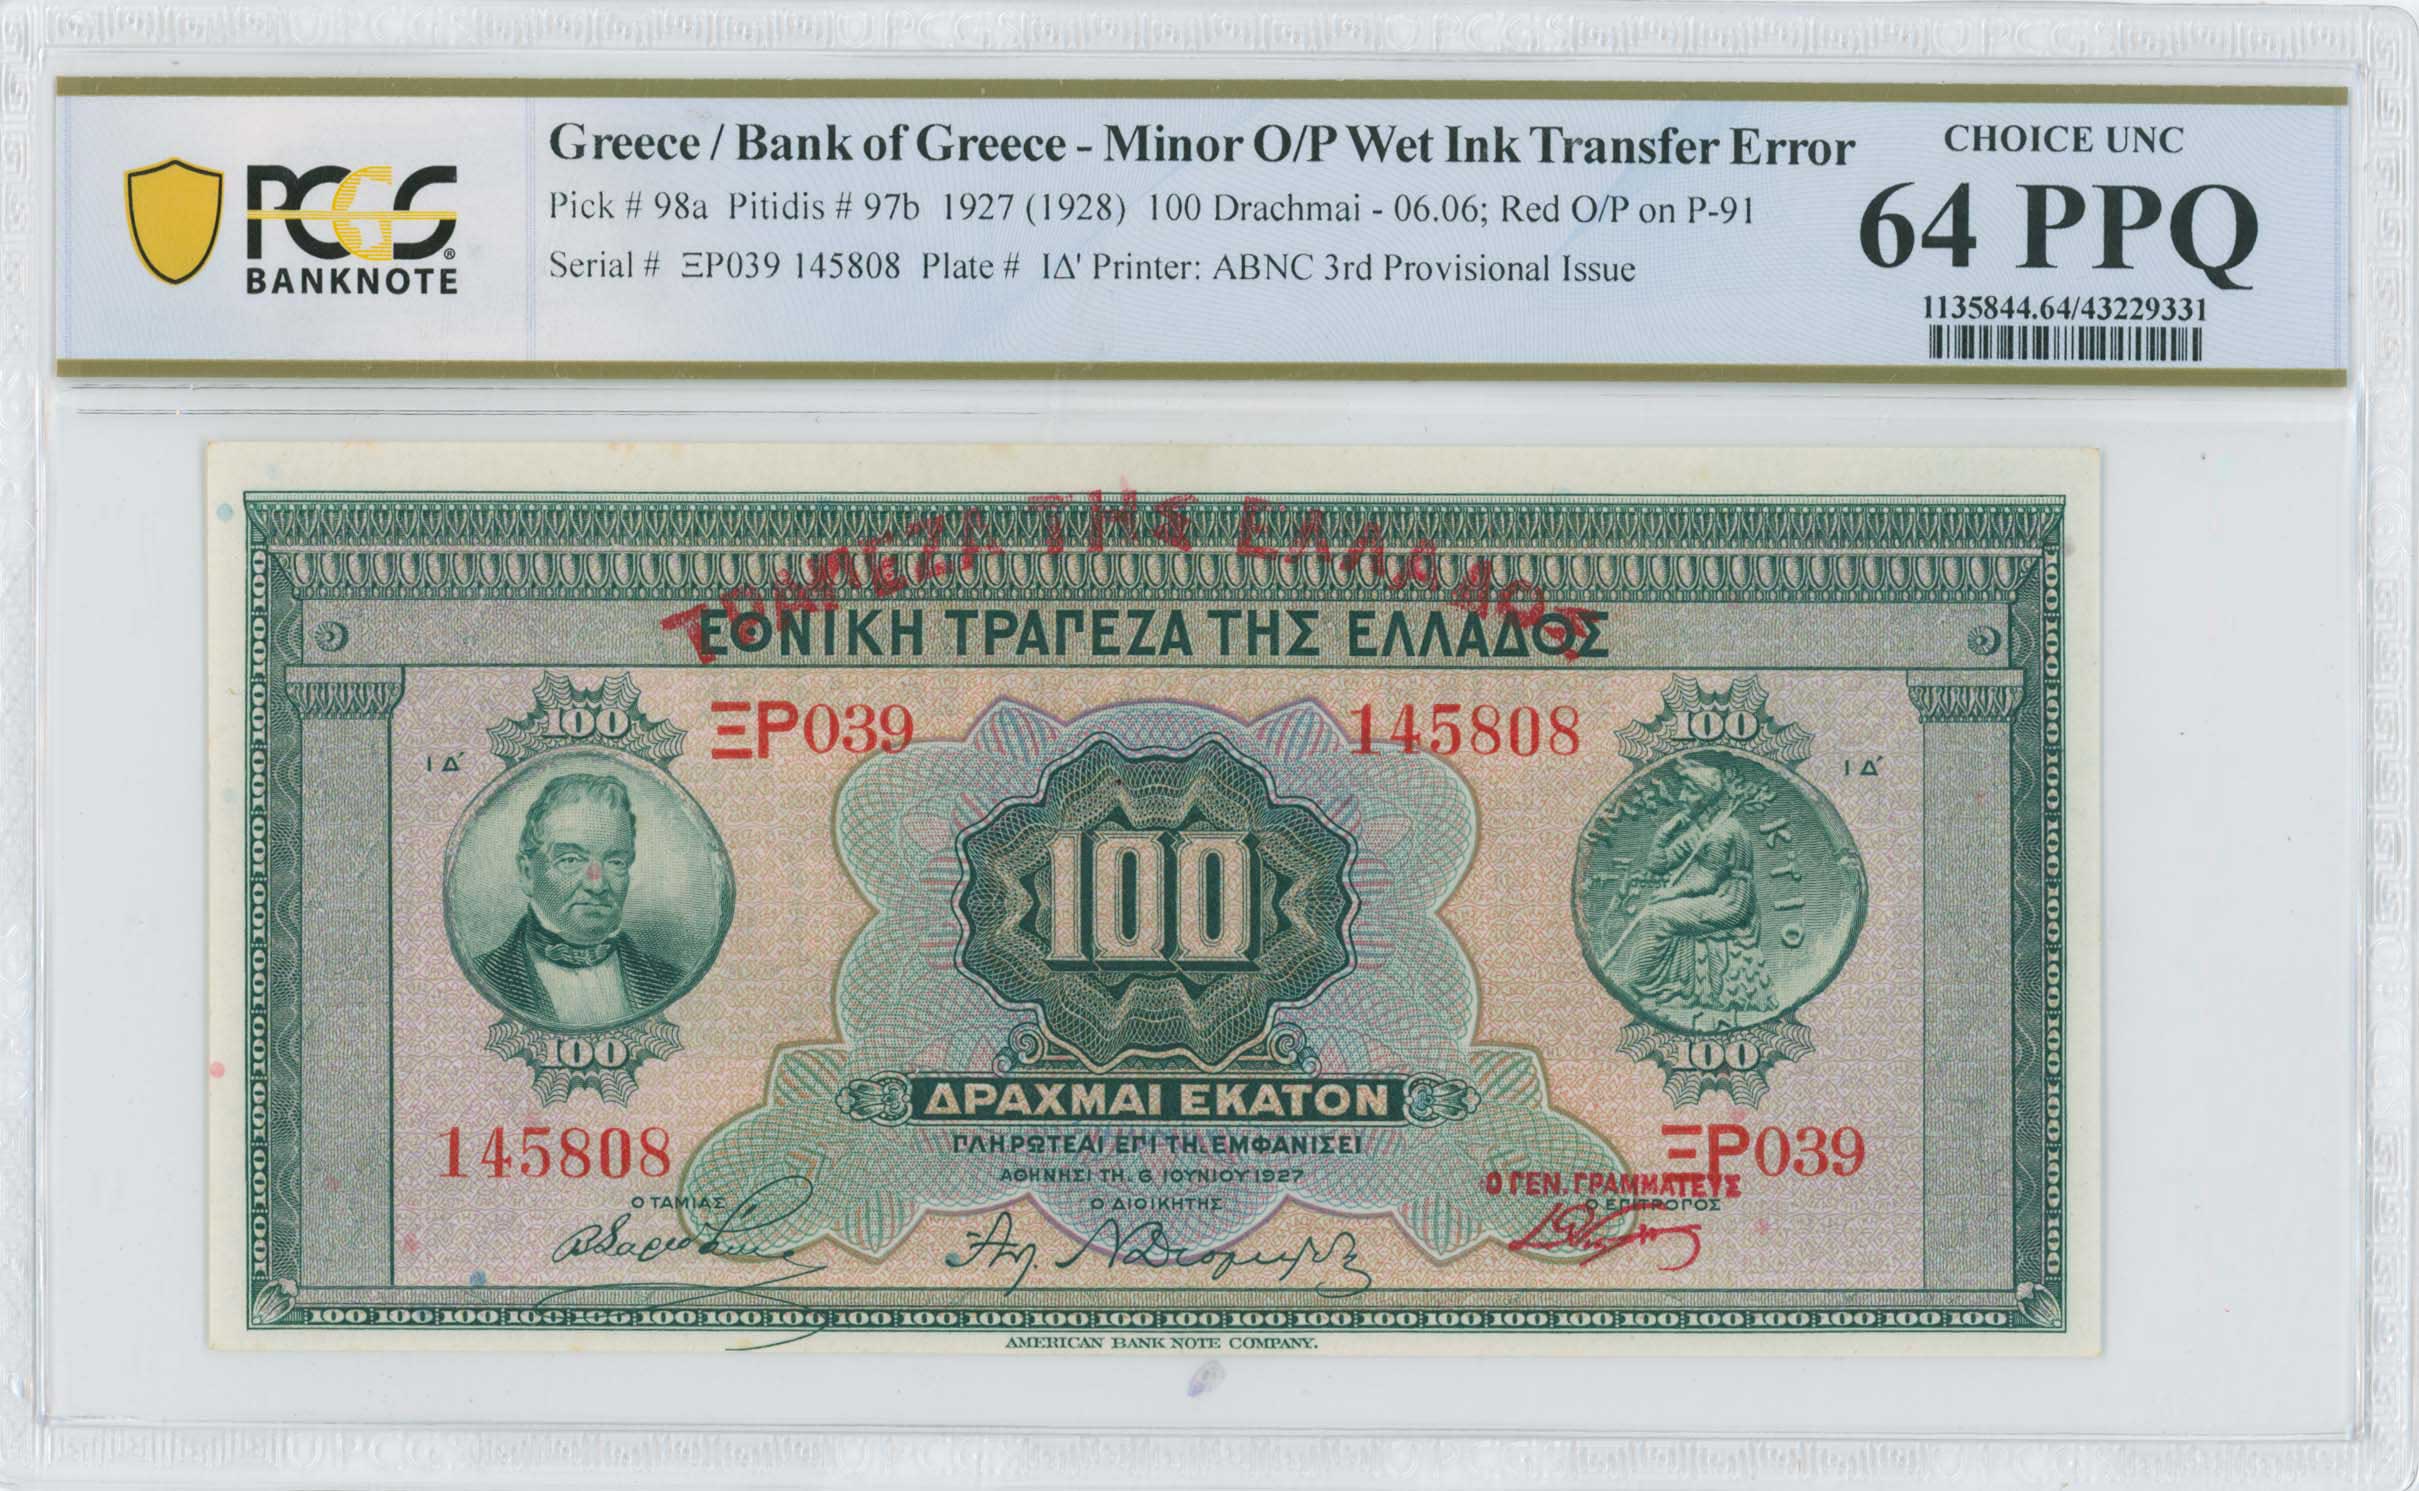 PCGS
BANKNOTE
Greece / Bank of Greece - Minor O/P Wet Ink Transfer Error
Pick # 98a Pitidis # 97b 1927 (1928) 100 Drachmai - 06.06; Red O/P on P-91
Serial # ΞΡ039 145808 Plate # ΙΔ' Printer: ABNC 3rd Provisional Issue
CHOICE UNC
64 PPQ
1135844.64/43229331
ΤΡΑΠΕΖΑ ΤΗΣ ΕΛΛΑΔΟΣ
ΕΘΝΙΚΗ ΤΡΑΠΕΖΑ ΤΗΣ ΕΛΛΑΔΟΣ
ΞΡ039 145808
100 100
ΙΔ΄ ΙΔ΄
100
100 100
ΔΡΑΧΜΑΙ ΕΚΑΤΟΝ
145808 ΞΡ039
ΠΛΗΡΩΤΕΑΙ ΕΠΙ ΤΗ. ΕΜΦΑΝΙΣΕΙ
ΑΘΗΝΗΣΙ ΤΗ. 6 ΙΟΥΝΙΟΥ 1927
Ο ΓΕΝ. ΓΡΑΜΜΑΤΕΥΣ
Ο ΤΑΜΙΑΣ Ο ΔΙΟΙΚΗΤΗΣ Ο ΕΠΙΤΡΟΠΟΣ
AMERICAN BANK NOTE COMPANY.